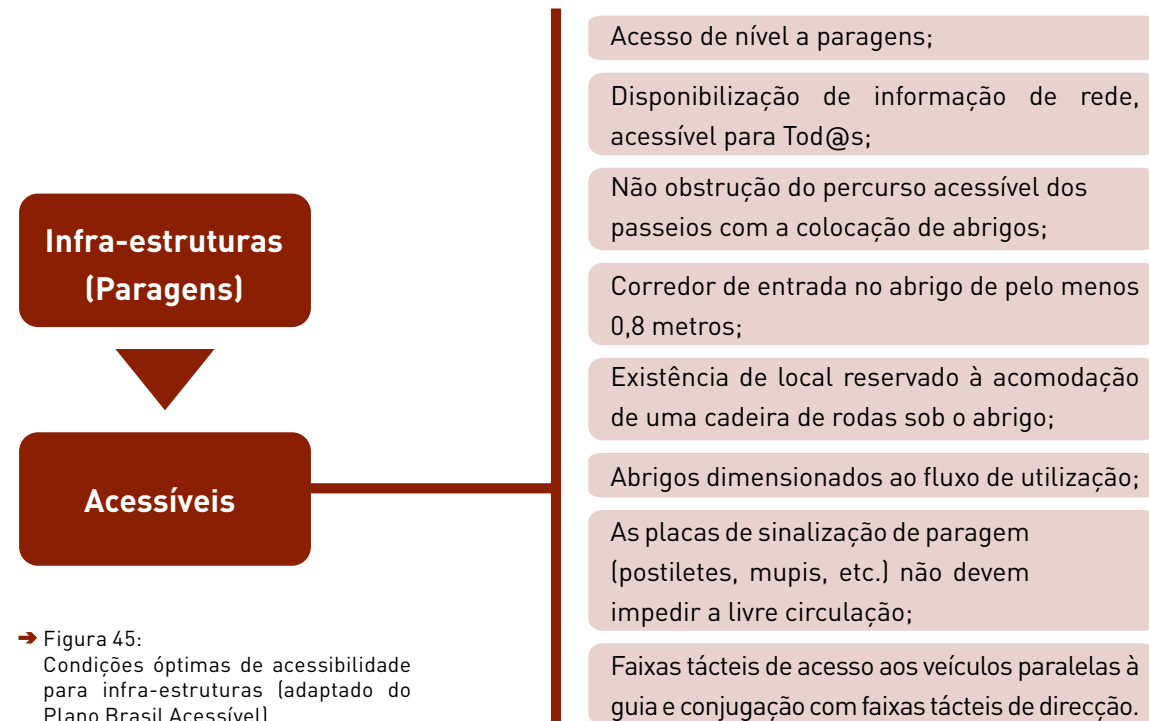 Infra-estruturas
(Paragens)
Acessíveis
➔ Figura 45:
Condições óptimas de acessibilidade
para infra-estruturas (adaptado do
Plano Brasil Acessível)
Acesso de nível a paragens;
Disponibilização de informação de rede,
acessível para Tod@s;
Não obstrução do percurso acessível dos
passeios com a colocação de abrigos;
Corredor de entrada no abrigo de pelo menos
0,8 metros;
Existência de local reservado à acomodação
de uma cadeira de rodas sob o abrigo;
Abrigos dimensionados ao fluxo de utilização;
As placas de sinalização de paragem
(postiletes, mupis, etc.) não devem
impedir a livre circulação;
Faixas tácteis de acesso aos veículos paralelas à
guia e conjugação com faixas tácteis de direcção.